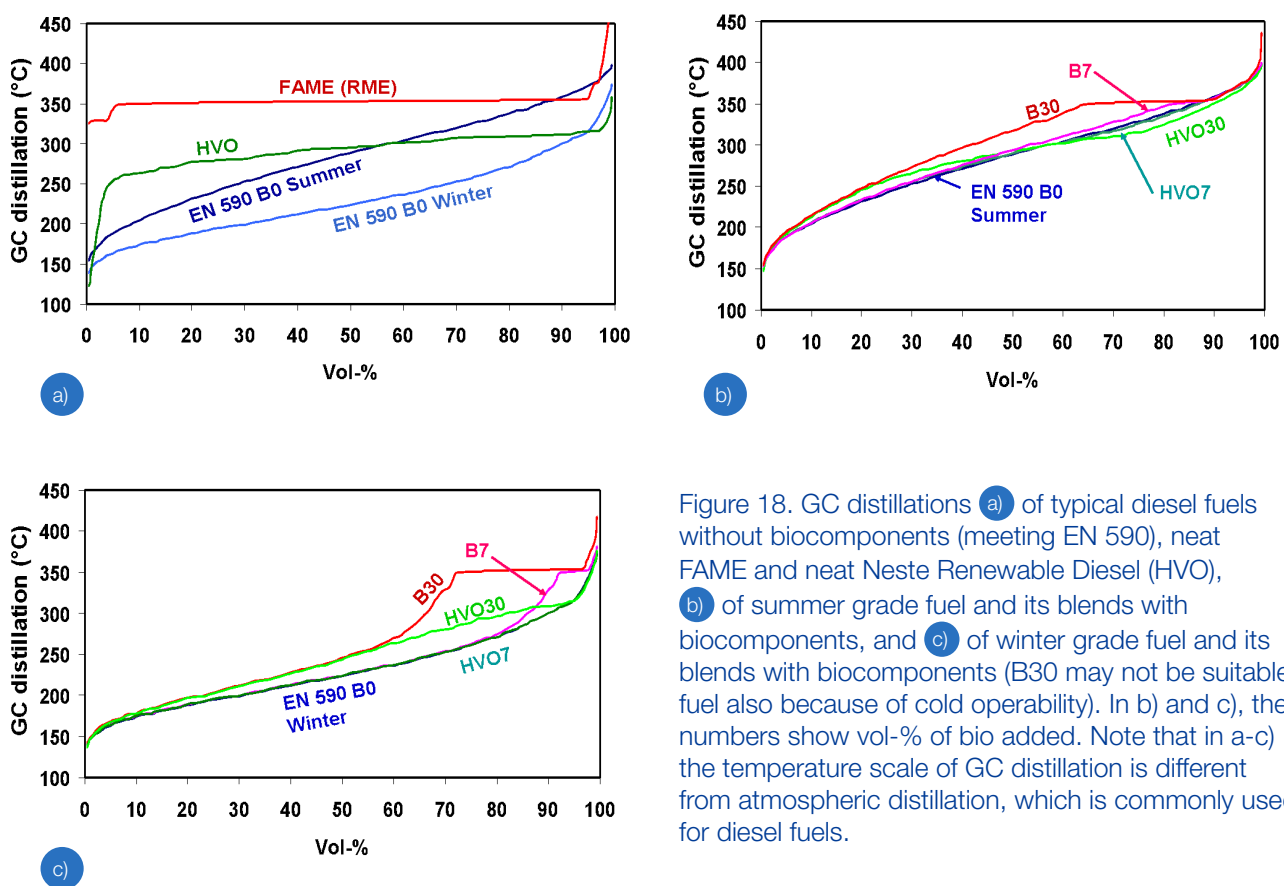 GC distillation (°C)
450
400
350
300
250
200
150
100
FAME (RME)
HVO
EN 590 B0 Summer
EN 590 B0 Winter
0 10 20 30 40 50 60 70 80 90 100
Vol-%
a)
GC distillation (°C)
450
400
350
300
250
200
150
100
B7
B30
HVO30
EN 590 B0
Summer
HVO7
0 10 20 30 40 50 60 70 80 90 100
Vol-%
b)
GC distillation (°C)
450
400
350
300
250
200
150
100
B7
B30
HVO30
HVO7
EN 590 B0
Winter
0 10 20 30 40 50 60 70 80 90 100
Vol-%
c)
Figure 18. GC distillations a) of typical diesel fuels
without biocomponents (meeting EN 590), neat
FAME and neat Neste Renewable Diesel (HVO),
b) of summer grade fuel and its blends with
biocomponents, and c) of winter grade fuel and its
blends with biocomponents (B30 may not be suitable
fuel also because of cold operability). In b) and c), the
numbers show vol-% of bio added. Note that in a-c)
the temperature scale of GC distillation is different
from atmospheric distillation, which is commonly use
for diesel fuels.